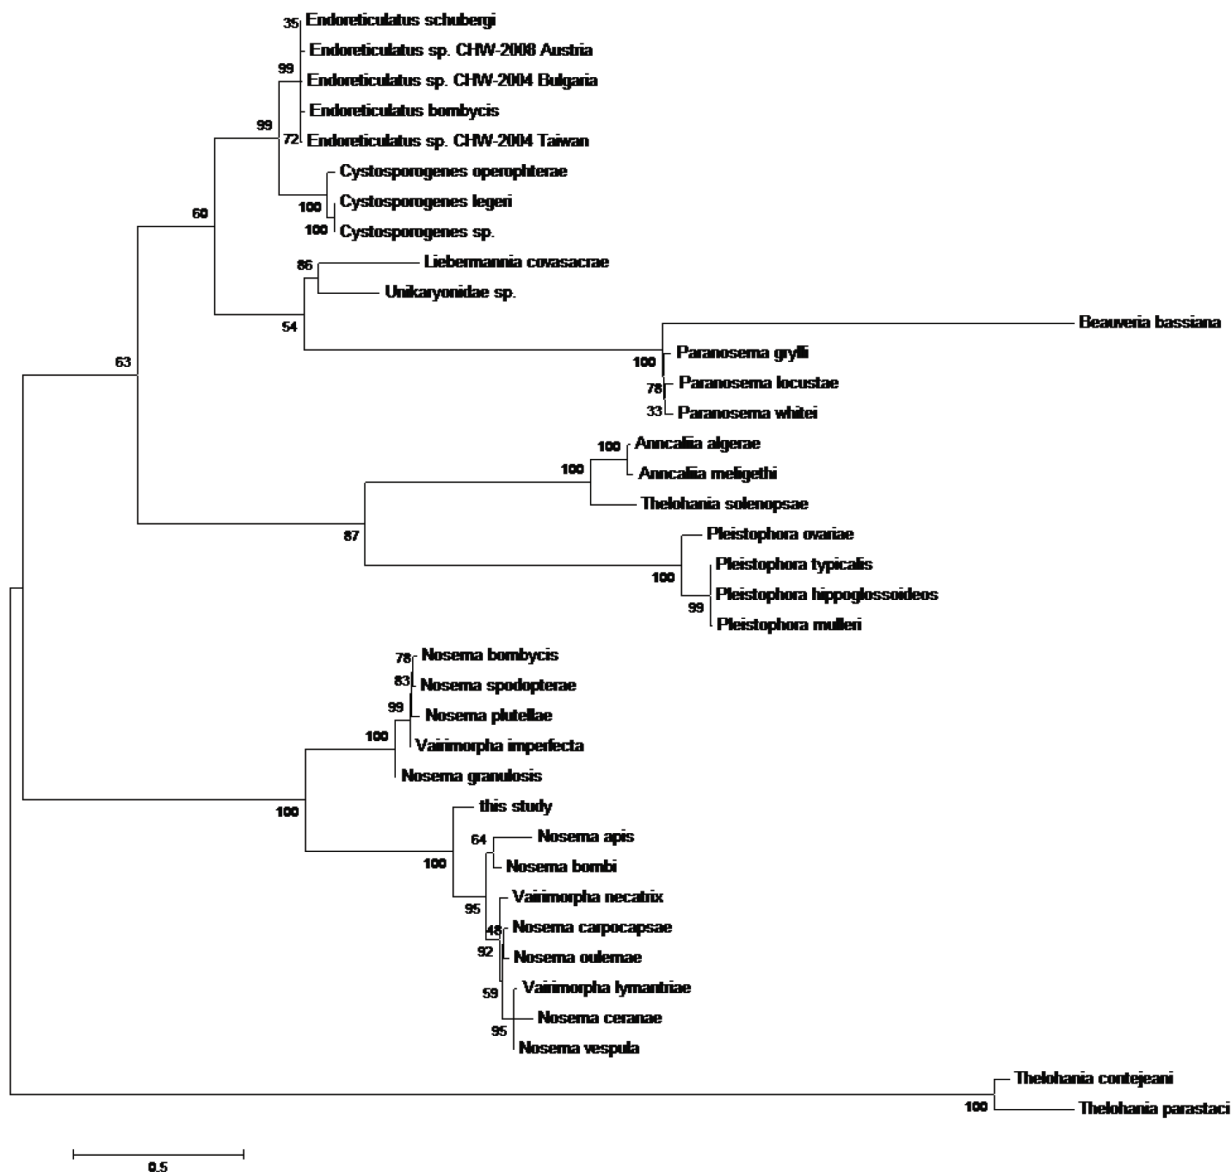 35 Endoreticulatus schubergi
Endoreticulatus sp. CHW-2008 Austria
99
Endoreticulatus sp. CHW-2004 Bulgaria
99
Endoreticulatus bombycis
72 Endoreticulatus sp. CHW-2004 Taiwan
Cystosporogenes operophterae
100 Cystosporogenes legeri
60
100 Cystosporogenes sp.
86 Liebermannia covasacrae
Unikaryonidae sp.
54 Beauveria bassiana
63 100 Paranosema grylli
78 Paranosema locustae
33 Paranosema whitei
100 Anncaliia algerae
100 Anncaliia meligethi
Thelohania solenopsae
87 Pleistophora ovariae
Pleistophora typicalis
100
Pleistophora hippoglossoideos
99
Pleistophora mulleri
78 Nosema bombycis
83 Nosema spodopterae
99 Nosema plutellae
100 Vairimorpha imperfecta
Nosema granulosis
100 this study
64 Nosema apis
100 Nosema bombi
Vairimorpha necatrix
95
48 Nosema carpocapsae
92 Nosema oulemae
Vairimorpha lymantriae
59
Nosema ceranae
95
Nosema vespula
Thelohania contejeani
100 Thelohania parastaci
0.5